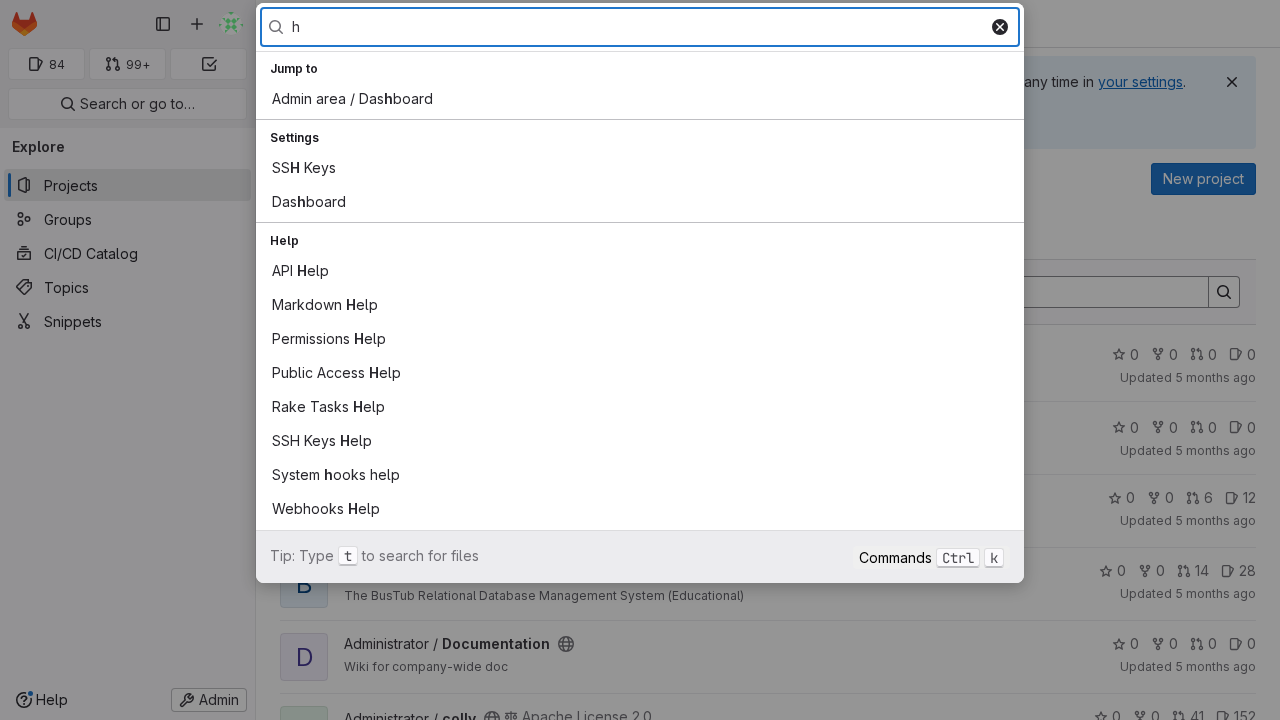 h
84
99+
Search or go to…
Explore
Projects
Groups
CI/CD Catalog
Topics
Snippets
Help
Admin
Jump to
Admin area / Dashboard
Settings
SSH Keys
Dashboard
Help
API Help
Markdown Help
Permissions Help
Public Access Help
Rake Tasks Help
SSH Keys Help
System hooks help
Webhooks Help
Tip: Type t to search for files
Commands Ctrl k
any time in your settings.
New project
0 0 0 0
Updated 5 months ago
0 0 0 0
Updated 5 months ago
0 0 6 12
Updated 5 months ago
B
0 0 14 28
The BusTub Relational Database Management System (Educational)
Updated 5 months ago
D
Administrator / Documentation
0 0 0 0
Wiki for company-wide doc
Updated 5 months ago
Administrator / colly
Apache License 2.0
0 0 41 152